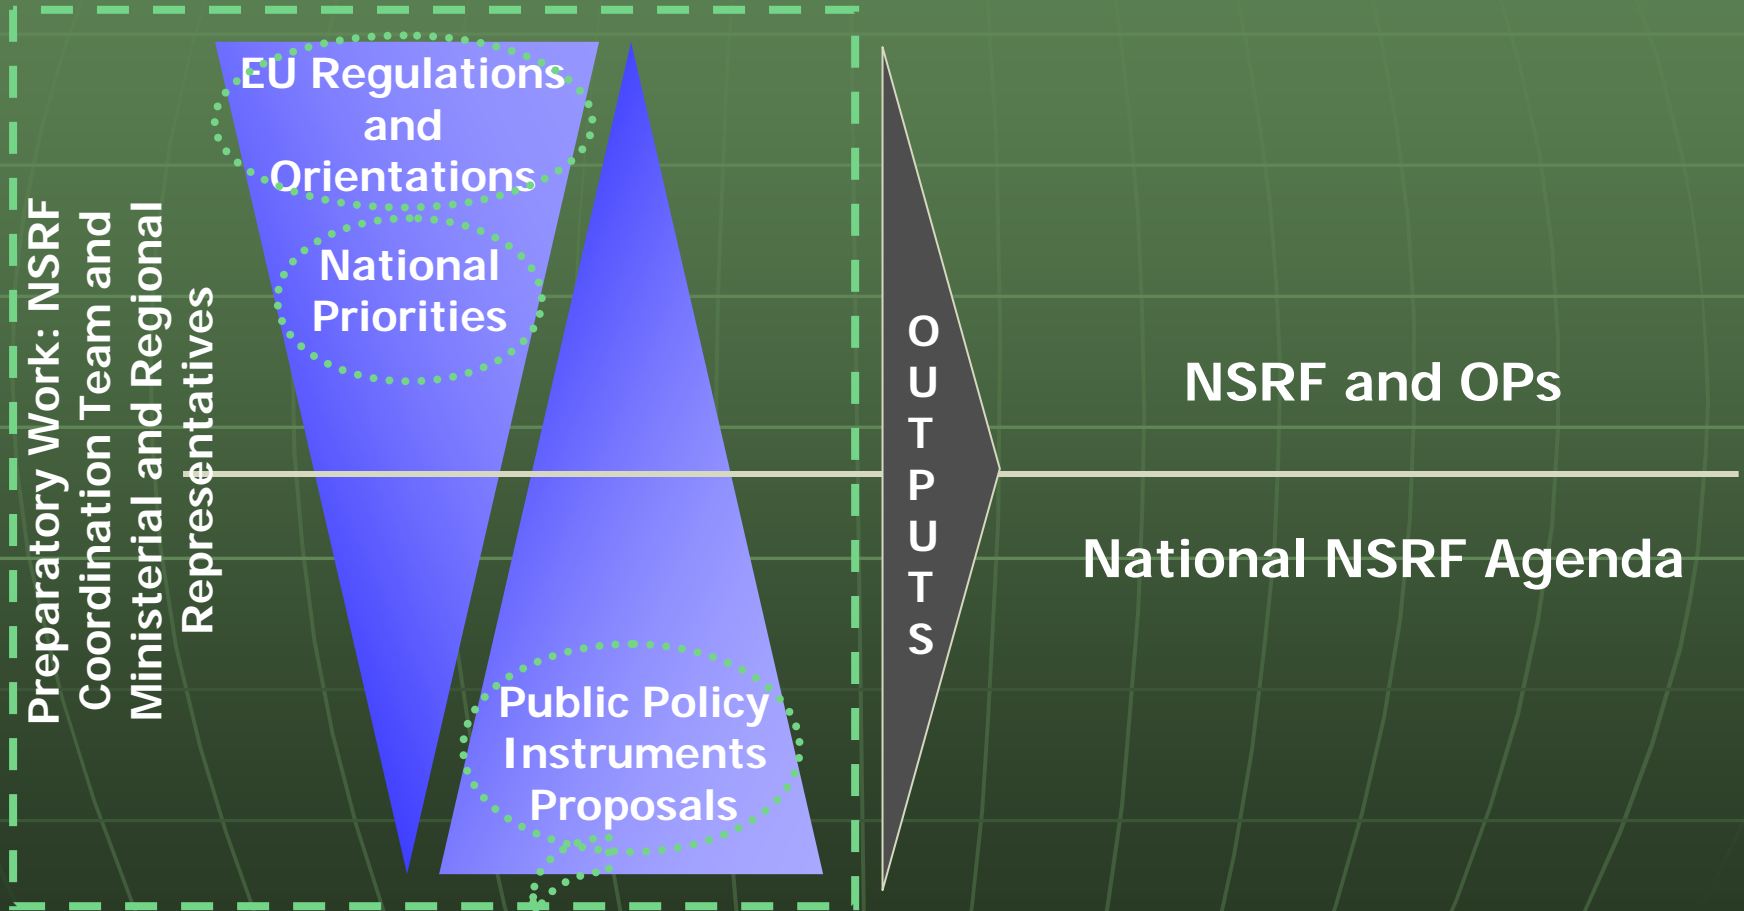 Preparatory Work: NSRF
Coordination Team and
Ministerial and Regional
Representatives
EU Regulations
and
Orientations
National
Priorities
Public Policy
Instruments
Proposals
O
U
T
P
U
T
S
NSRF and OPs
National NSRF Agenda